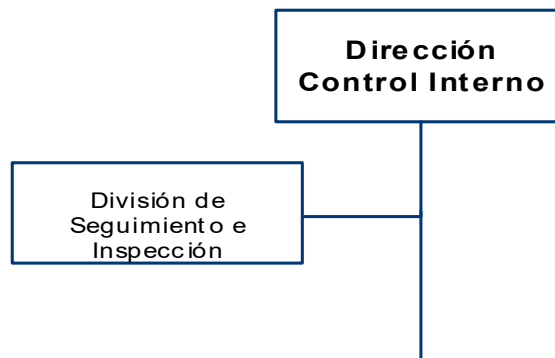 Dirección
Control Interno
División de
Seguimiento e
Inspección